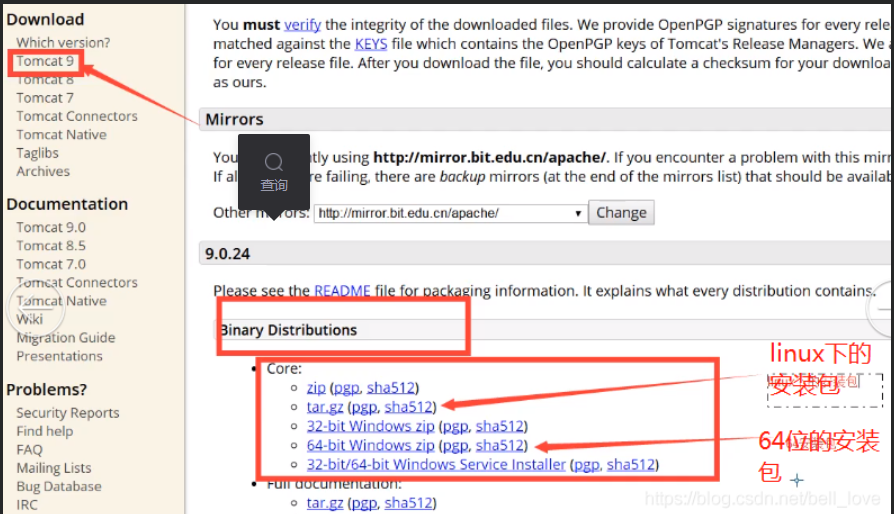 Download
Which version?
Tomcat 9
Tomcat 8
Tomcat 7
Tomcat Connectors
Tomcat Native
Taglibs
Archives
Documentation
Tomcat 9.0
Tomcat 8.5
Tomcat 7.0
Tomcat Connectors
Tomcat Native
Wiki
Migration Guide
Presentations
Problems?
Security Reports
Find help
FAQ
Mailing Lists
Bug Database
IRC
You must verify the integrity of the downloaded files. We provide OpenPGP signatures for every rele
matched against the KEYS file which contains the OpenPGP keys of Tomcat's Release Managers. We a
for every release file. After you download the file, you should calculate a checksum for your downloa
as ours.
Mirrors
You using http://mirror.bit.edu.cn/apache/. If you encounter a problem with this mirr
If al re failing, there are backup mirrors (at the end of the mirrors list) that should be availab
查询
Other mirrors: http://mirror.bit.edu.cn/apache/ Change
9.0.24
Please see the README file for packaging information. It explains what every distribution contains.
Binary Distributions
Core:
zip (pgp, sha512)
tar.gz (pgp, sha512)
32-bit Windows zip (pgp, sha512)
64-bit Windows zip (pgp, sha512)
32-bit/64-bit Windows Service Installer (pgp, sha512)
Full documentation:
tar.gz (pgp, sha512)
linux下的
安装包
64位的安装
包
https://blog.csdn.net/bell_love